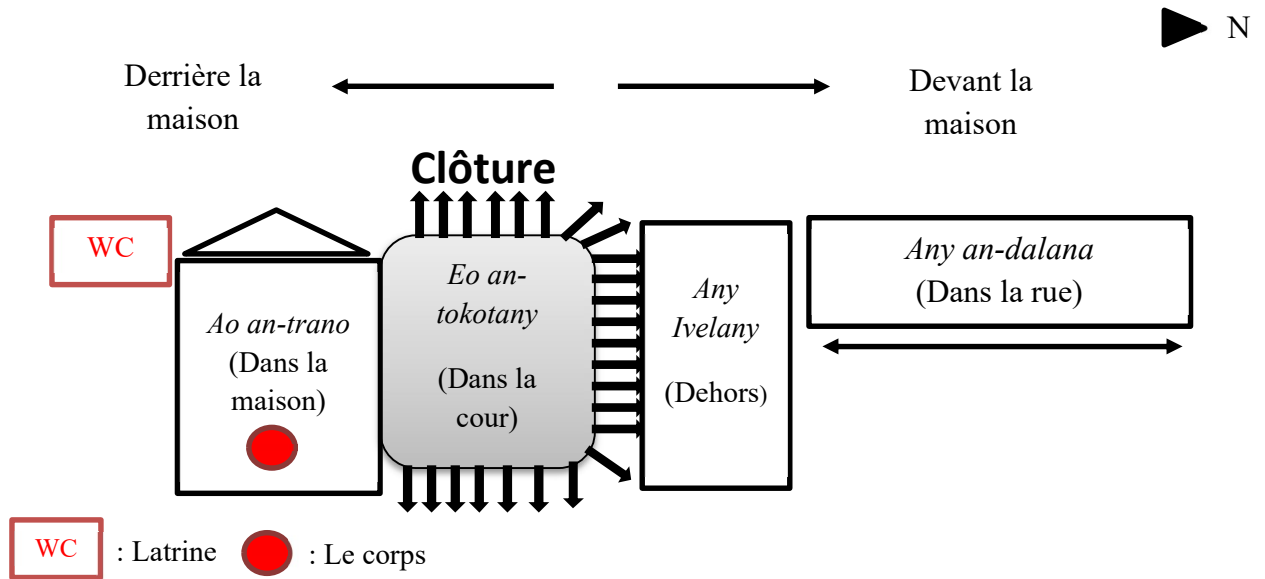 N
Derrière la
maison
Devant la
maison
Clôture
WC
Ao an-trano
(Dans la
maison)
Eo an-
tokotany
(Dans la
cour)
Any
Ivelany
(Dehors)
Any an-dalana
(Dans la rue)
WC : Latrine : Le corps